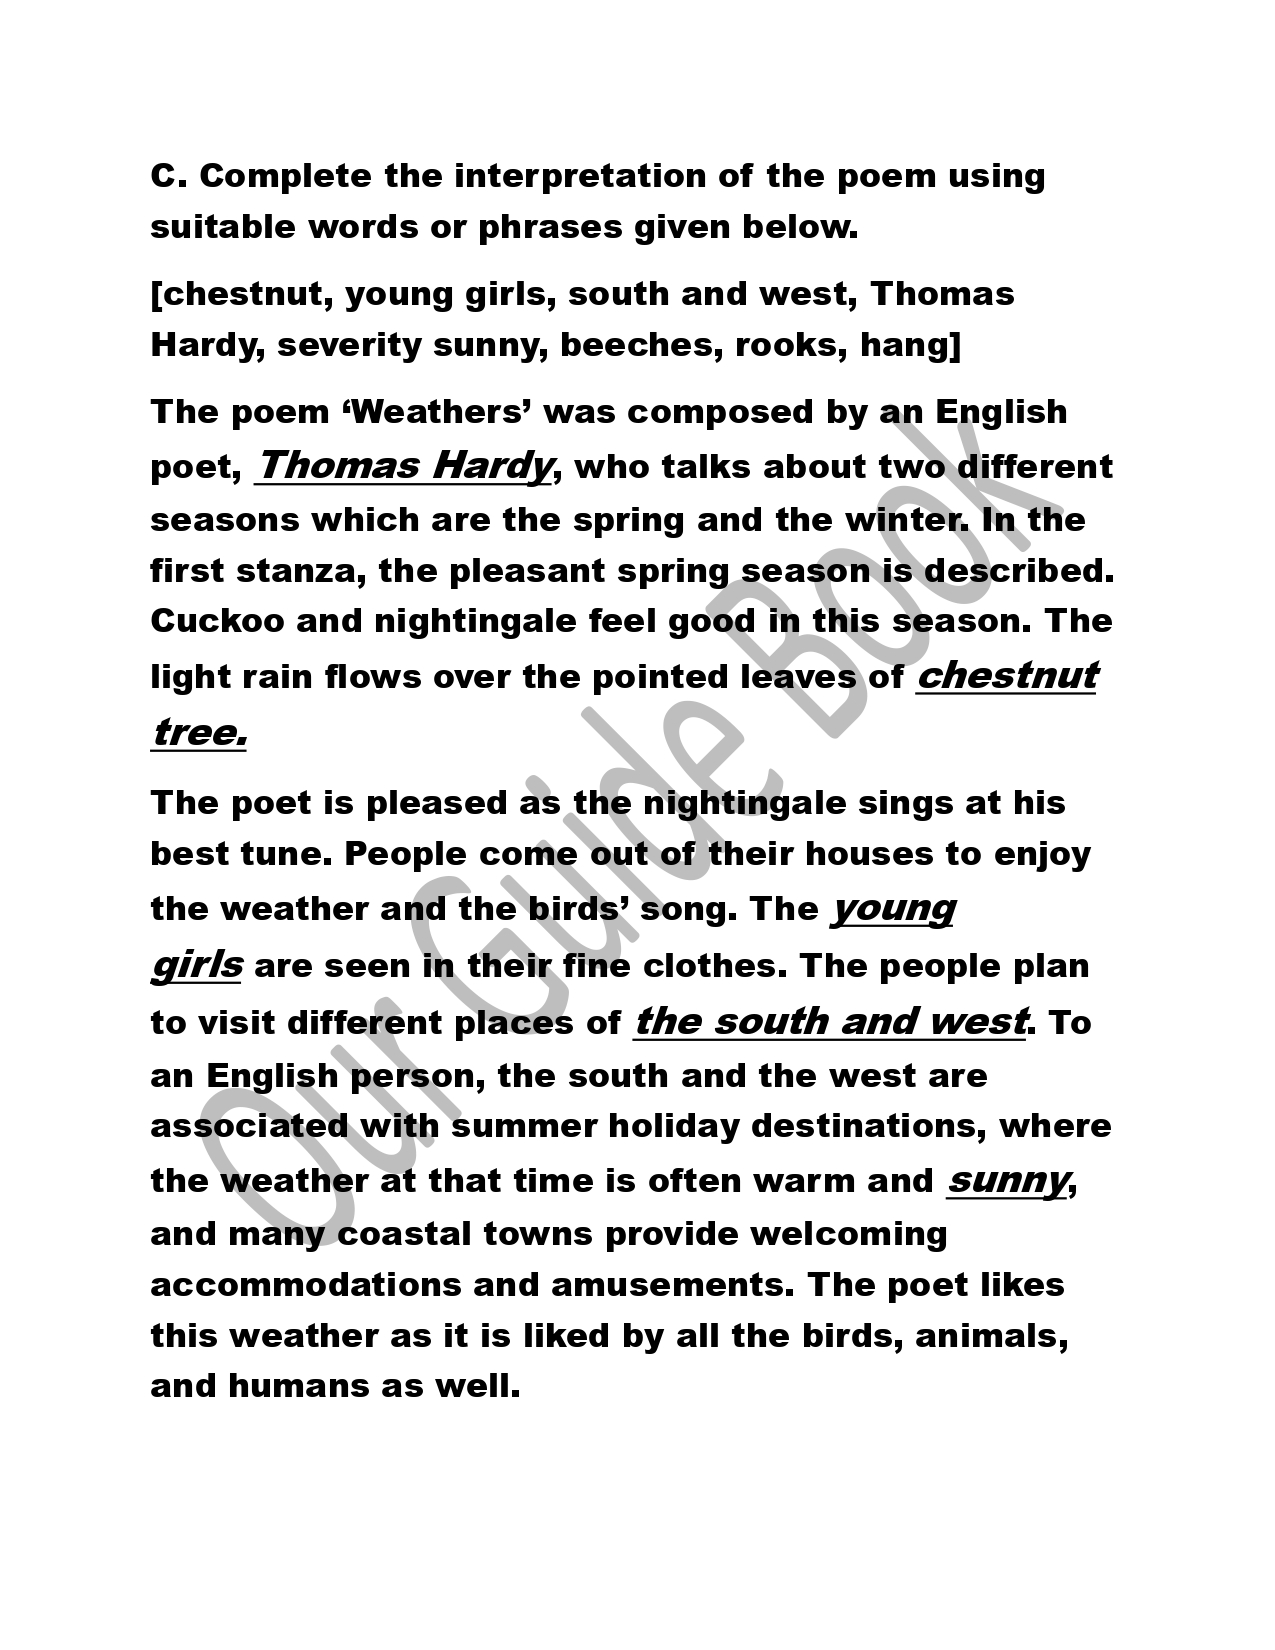 C. Complete the interpretation of the poem using
suitable words or phrases given below.
[chestnut, young girls, south and west, Thomas
Hardy, severity sunny, beeches, rooks, hang]
The poem ‘Weathers’ was composed by an English
poet, Thomas Hardy, who talks about two different
seasons which are the spring and the winter. In the
first stanza, the pleasant spring season is described.
Cuckoo and nightingale feel good in this season. The
light rain flows over the pointed leaves of chestnut
tree.
The poet is pleased as the nightingale sings at his
best tune. People come out of their houses to enjoy
the weather and the birds’ song. The young
girls are seen in their fine clothes. The people plan
to visit different places of the south and west. To
an English person, the south and the west are
associated with summer holiday destinations, where
the weather at that time is often warm and sunny,
and many coastal towns provide welcoming
accommodations and amusements. The poet likes
this weather as it is liked by all the birds, animals,
and humans as well.
Our Guide Book